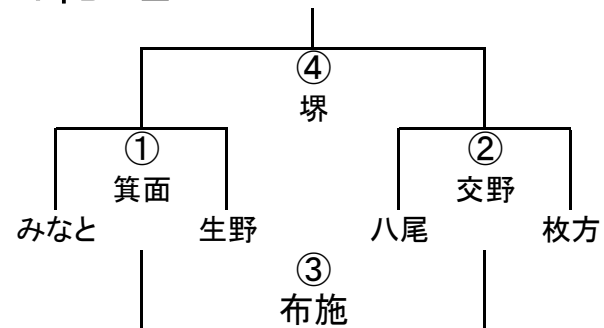 ④
堺
① ②
箕面 交野
みなと 生野 八尾 枚方
③
布施